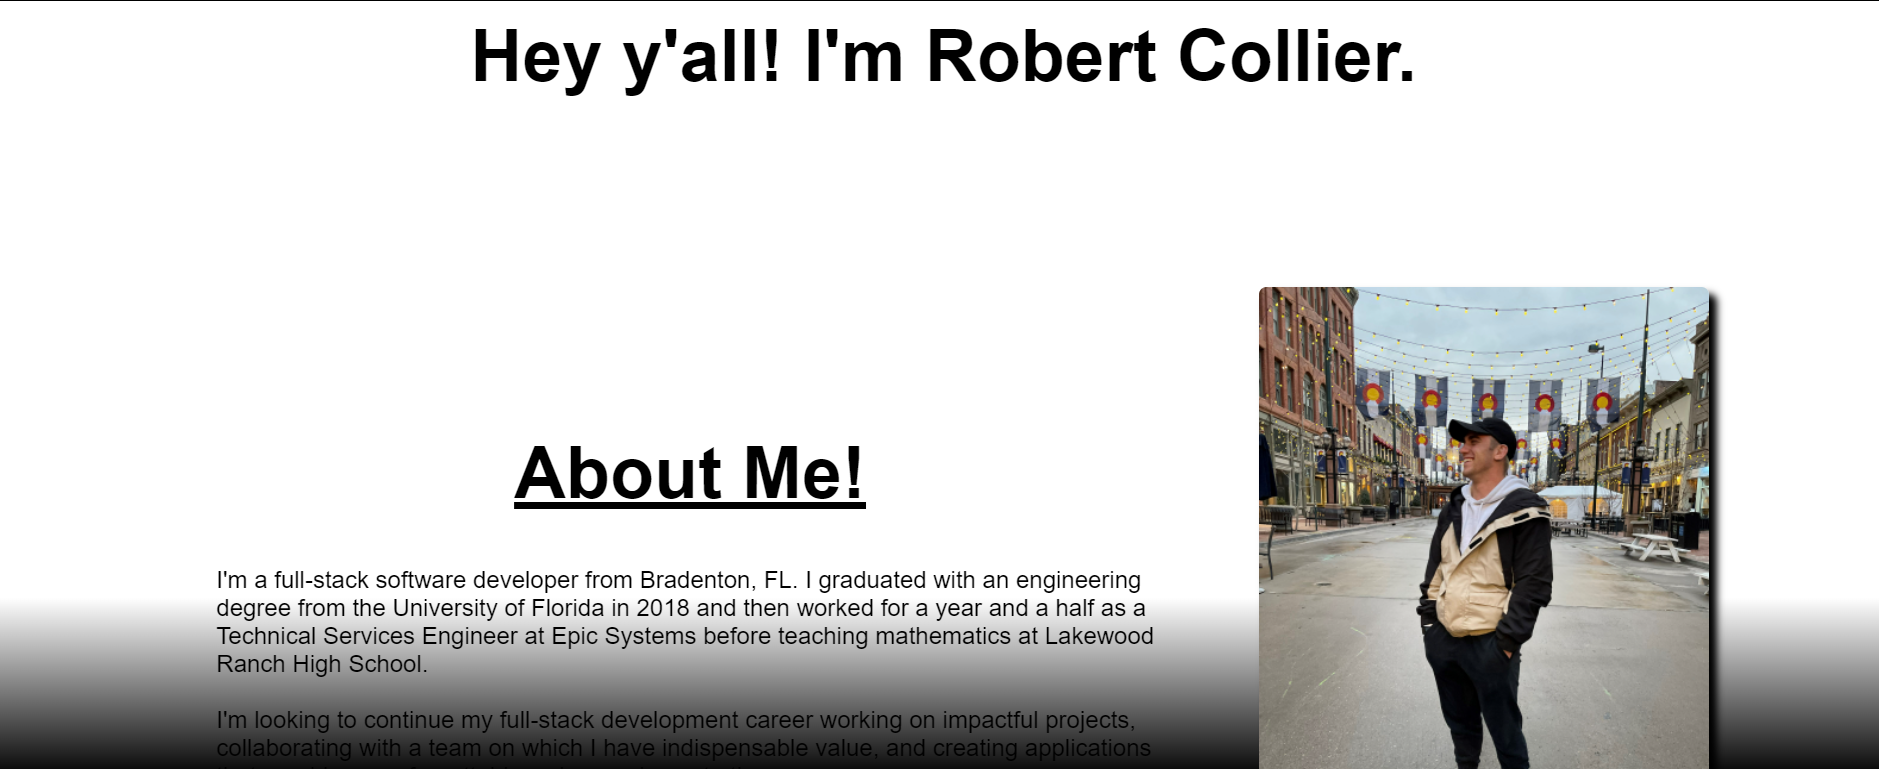 Hey y'all! I'm Robert Collier.
About Me!
I'm a full-stack software developer from Bradenton, FL. I graduated with an engineering
degree from the University of Florida in 2018 and then worked for a year and a half as a
Technical Services Engineer at Epic Systems before teaching mathematics at Lakewood
Ranch High School.
I'm looking to continue my full-stack development career working on impactful projects,
collaborating with a team on which I have indispensable value, and creating applications